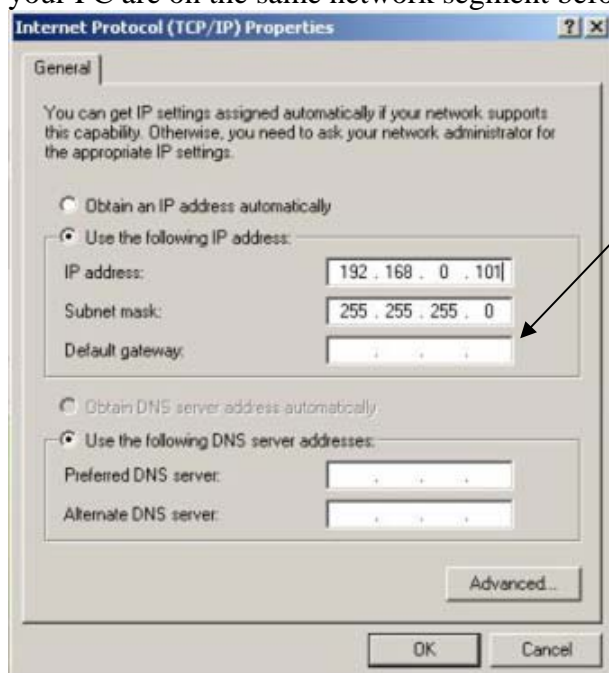 your PC are on the same network segment befo
Internet Protocol (TCP/IP) Properties
General
You can get IP settings assigned automatically if your network supports
this capability. Otherwise, you need to ask your network administrator for
the appropriate IP settings.
Obtain an IP address automatically
Use the following IP address:
IP address: 192 . 168 . 0 . 101
Subnet mask: 255 . 255 . 255 . 0
Default gateway: . . .
Obtain DNS server address automatically
Use the following DNS server addresses:
Preferred DNS server: . . .
Alternate DNS server: . . .
Advanced...
OK Cancel